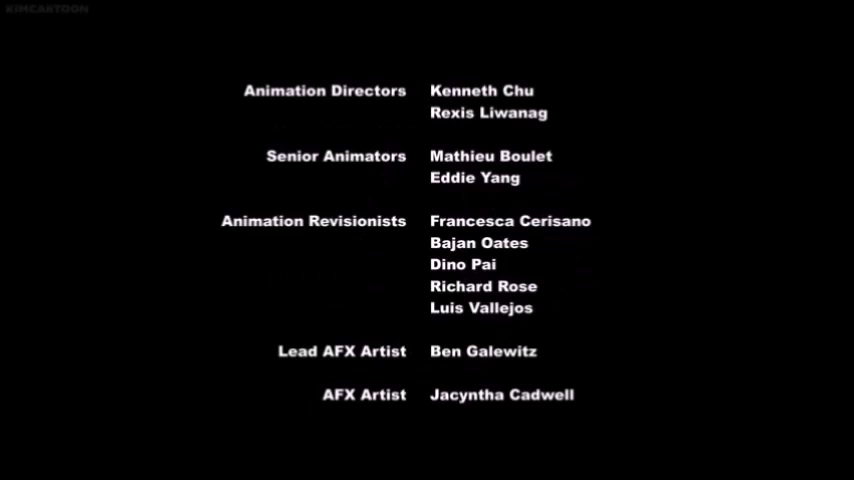 KIMCARTOON
Animation Directors Kenneth Chu
Rexis Liwanag
Senior Animators Mathieu Boulet
Eddie Yang
Animation Revisionists Francesca Cerisano
Bajan Oates
Dino Pai
Richard Rose
Luis Vallejos
Lead AFX Artist Ben Galewitz
AFX Artist Jacyntha Cadwell